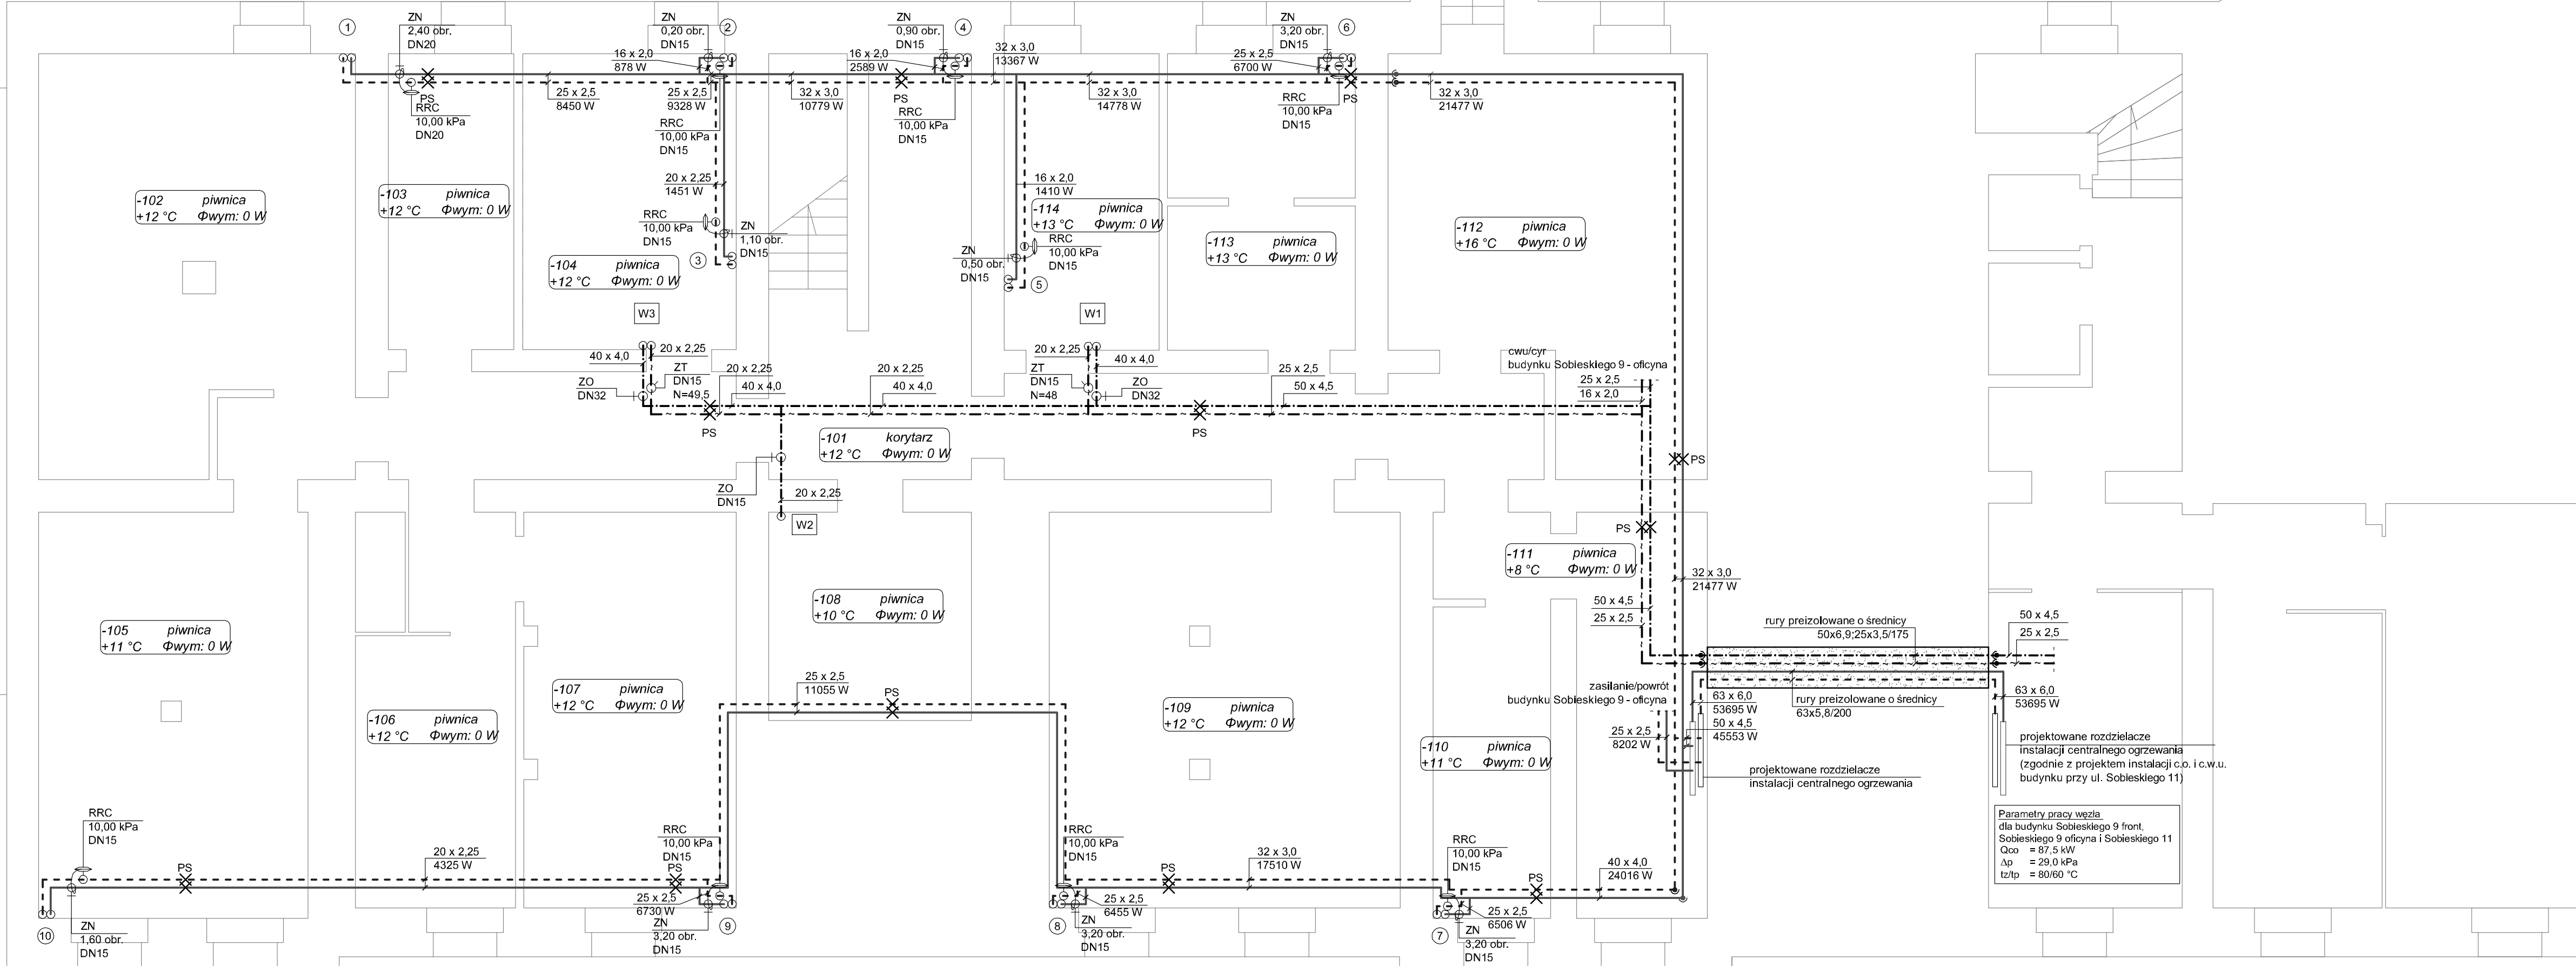 1
ZN
2,40 obr.
DN20
ZN
0,20 obr.
DN15
2
ZN
0,90 obr.
DN15
4
ZN
3,20 obr.
DN15
6
16 x 2,0
878 W
16 x 2,0
2589 W
32 x 3,0
13367 W
25 x 2,5
6700 W
PS
RRC
10,00 kPa
DN20
25 x 2,5
8450 W
25 x 2,5
9328 W
32 x 3,0
10779 W
PS
32 x 3,0
14778 W
PS
32 x 3,0
21477 W
RRC
10,00 kPa
DN15
RRC
10,00 kPa
DN15
RRC
10,00 kPa
DN15
20 x 2,25
1451 W
16 x 2,0
1410 W
-102 piwnica
+12 °C Φwym: 0 W
-103 piwnica
+12 °C Φwym: 0 W
RRC
10,00 kPa
DN15
ZN
1,10 obr.
DN15
3
-104 piwnica
+12 °C Φwym: 0 W
-114 piwnica
+13 °C Φwym: 0 W
RRC
10,00 kPa
DN15
ZN
0,50 obr.
DN15
5
-113 piwnica
+13 °C Φwym: 0 W
-112 piwnica
+16 °C Φwym: 0 W
W3
W1
40 x 4,0
20 x 2,25
ZT
DN15
N=49,5
ZO
DN32
20 x 2,25
40 x 4,0
20 x 2,25
40 x 4,0
20 x 2,25
40 x 4,0
ZT
DN15
N=48
ZO
DN32
25 x 2,5
50 x 4,5
cwu/cyr
budynku Sobieskiego 9 - oficyna
25 x 2,5
16 x 2,0
PS
PS
-101 korytarz
+12 °C Φwym: 0 W
PS
ZO
DN15
20 x 2,25
W2
PS
-111 piwnica
+8 °C Φwym: 0 W
32 x 3,0
21477 W
50 x 4,5
25 x 2,5
-108 piwnica
+10 °C Φwym: 0 W
-105 piwnica
+11 °C Φwym: 0 W
rury preizolowane o średnicy
50x6,9;25x3,5/175
50 x 4,5
25 x 2,5
-107 piwnica
+12 °C Φwym: 0 W
25 x 2,5
11055 W
PS
-106 piwnica
+12 °C Φwym: 0 W
-109 piwnica
+12 °C Φwym: 0 W
zasilanie/powrót
budynku Sobieskiego 9 - oficyna
63 x 6,0
53695 W
rury preizolowane o średnicy
63x5,8/200
63 x 6,0
53695 W
50 x 4,5
45553 W
25 x 2,5
8202 W
-110 piwnica
+11 °C Φwym: 0 W
projektowane rozdzielacze
instalacji centralnego ogrzewania
projektowane rozdzielacze
instalacji centralnego ogrzewania
(zgodnie z projektem instalacji c.o. i c.w.u.
budynku przy ul. Sobieskiego 11)
Parametry pracy węzła
dla budynku Sobieskiego 9 front,
Sobieskiego 9 oficyna i Sobieskiego 11
Qco = 87,5 kW
Δp = 29,0 kPa
tz/tp = 80/60 °C
RRC
10,00 kPa
DN15
PS
20 x 2,25
4325 W
RRC
10,00 kPa
DN15
PS
RRC
10,00 kPa
DN15
PS
32 x 3,0
17510 W
RRC
10,00 kPa
DN15
PS
40 x 4,0
24016 W
25 x 2,5
6730 W
25 x 2,5
6455 W
25 x 2,5
6506 W
10
ZN
1,60 obr.
DN15
ZN
3,20 obr.
DN15
9
8
ZN
3,20 obr.
DN15
7
ZN
3,20 obr.
DN15